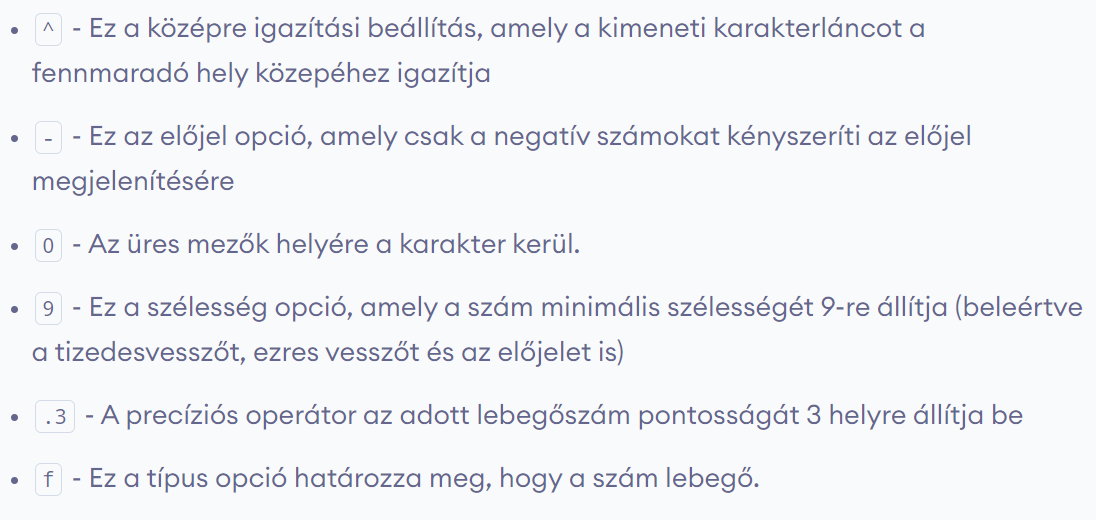 • ^ - Ez a középre igazítási beállítás, amely a kimeneti karakterláncot a
fennmaradó hely közepéhez igazítja
• - - Ez az előjel opció, amely csak a negatív számokat kényszeríti az előjel
megjelenítésére
• 0 - Az üres mezők helyére a karakter kerül.
• 9 - Ez a szélesség opció, amely a szám minimális szélességét 9-re állítja (beleértve
a tizedesvesszőt, ezres vesszőt és az előjelet is)
• .3 - A precíziós operátor az adott lebegőszám pontosságát 3 helyre állítja be
• f - Ez a típus opció határozza meg, hogy a szám lebegő.